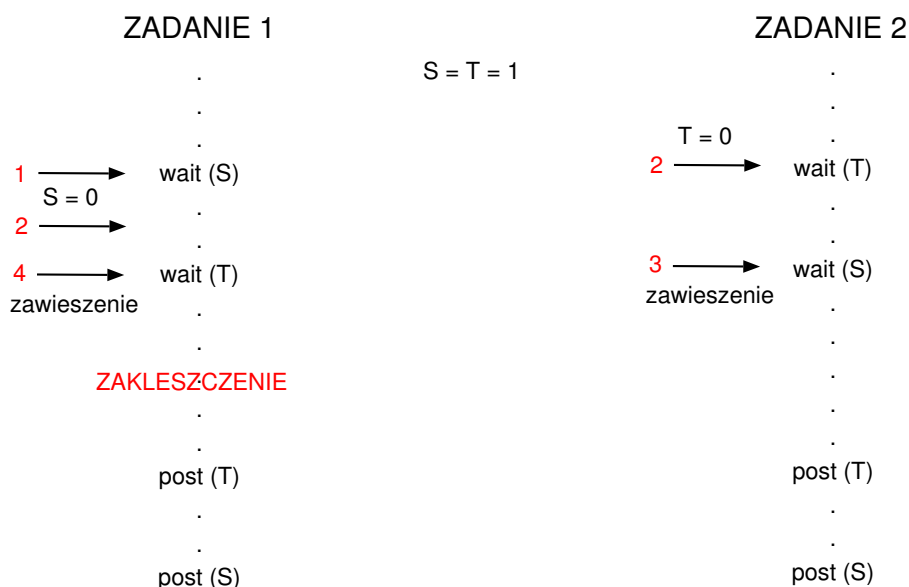 ZADANIE 1
ZADANIE 2
S = T = 1
T = 0
1
wait (S)
2
wait (T)
S = 0
2
4
wait (T)
3
wait (S)
zawieszenie
zawieszenie
ZAKLESZCZENIE
post (T)
post (T)
post (S)
post (S)